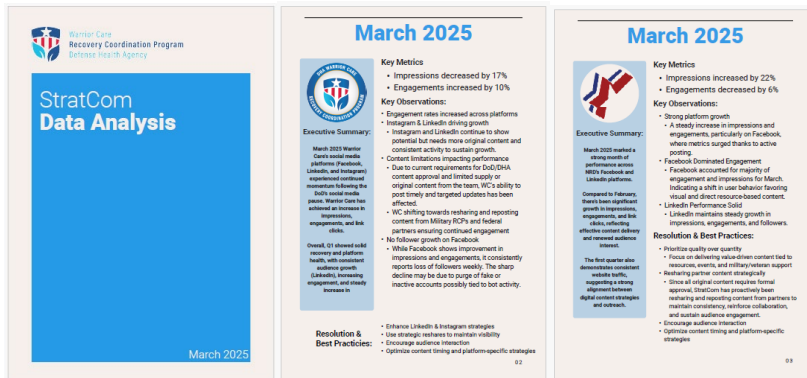 Warrior Care
Recovery Coordination Program
Defense Health Agency
StratCom
Data Analysis
March 2025
March 2025
DHA WARRIOR CARE
RECOVERY COORDINATION PROGRAM
Executive Summary:
March 2025 Warrior
Care's social media
platforms (Facebook,
LinkedIn, and Instagram)
experienced continued
momentum following the
DoD's social media
pause. Warrior Care has
achieved an increase in
impressions,
engagements, and link
clicks.
Overall, Q1 showed solid
recovery and platform
health, with consistent
audience growth
(LinkedIn), increasing
engagement, and steady
increase in
Key Metrics
• Impressions decreased by 17%
• Engagements increased by 10%
Key Observations:
• Engagement rates increased across platforms
• Instagram & LinkedIn driving growth
• Instagram and LinkedIn continue to show
potential but needs more original content and
consistent activity to sustain growth.
• Content limitations impacting performance
• Due to current requirements for DoD/DHA
content approval and limited supply or
original content from the team, WC's ability to
post timely and targeted updates has been
affected.
• WC shifting towards resharing and reposting
content from Military RCPs and federal
partners ensuring continued engagement
• No follower growth on Facebook
• While Facebook shows improvement in
impressions and engagements, it consistently
reports loss of followers weekly. The sharp
decline may be due to purge of fake or
inactive accounts possibly tied to bot activity.
Resolution &
Best Practicies:
• Enhance LinkedIn & Instagram strategies
• Use strategic reshares to maintain visibility
• Encourage audience interaction
• Optimize content timing and platform-specific strategies
02
March 2025
Executive Summary:
March 2025 marked a
strong month of
performance across
NRD's Facebook and
LinkedIn platforms.
Compared to February,
there's been significant
growth in impressions,
engagements, and link
clicks, reflecting
effective content delivery
and renewed audience
interest.
The first quarter also
demonstrates consistent
website traffic,
suggesting a strong
alignment between
digital content strategies
and outreach.
Key Metrics
• Impressions increased by 22%
• Engagements decreased by 6%
Key Observations:
• Strong platform growth
• A steady increase in impressions and
engagements, particularly on Facebook,
where metrics surged thanks to active
posting.
• Facebook Dominated Engagement
• Facebook accounted for majority of
engagement and impressions for March.
Indicating a shift in user behavior favoring
visual and direct resource-based content.
• LinkedIn Performance Solid
• LinkedIn maintains steady growth in
impressions, engagements, and followers.
Resolution & Best Practices:
• Prioritize quality over quantity
• Focus on delivering value-driven content tied to
resources, events, and military/veteran support
• Resharing partner content strategically
• Since all original content requires formal
approval, StratCom has proactively been
resharing and reposting content from partners to
maintain consistency, reinforce collaboration,
and sustain audience engagement.
• Encourage audience interaction
• Optimize content timing and platform-specific
strategies
03